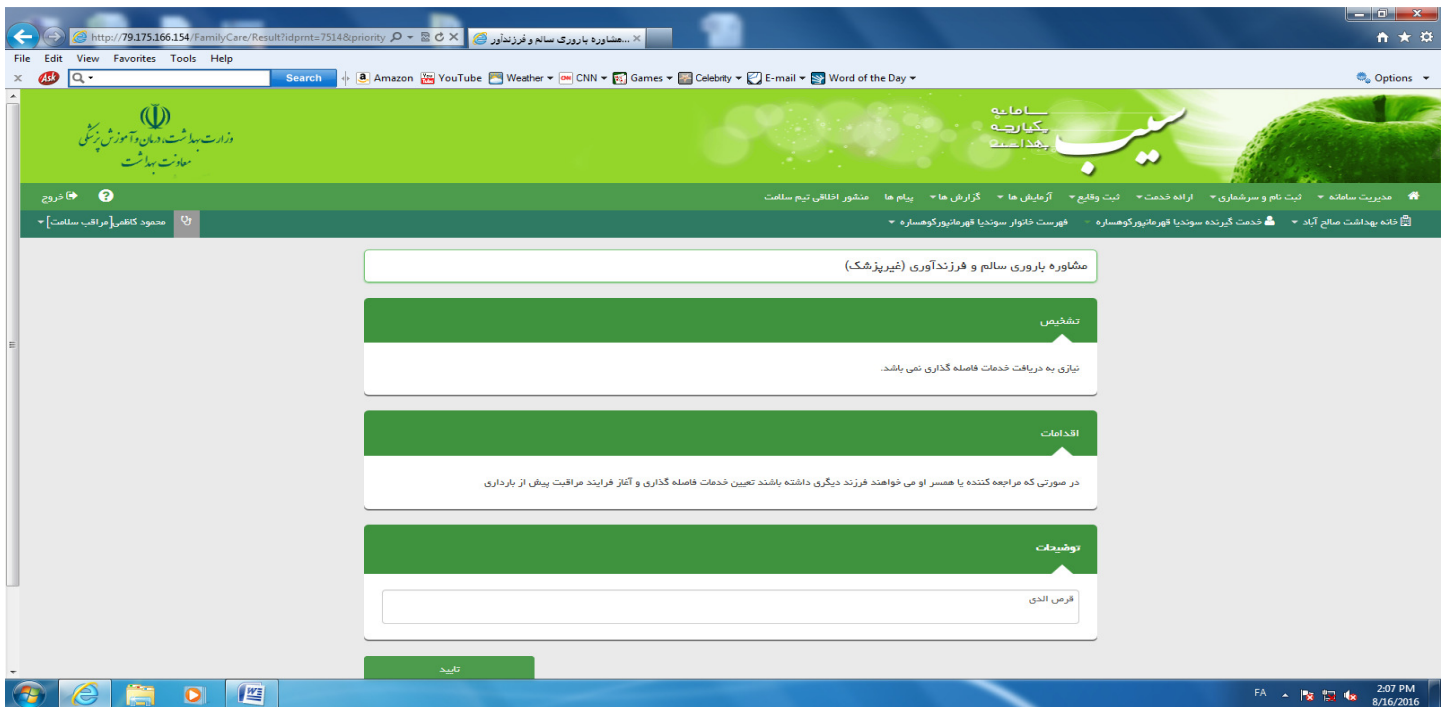 http://79.175.166.154/FamilyCare/Result?idprnt=7514&priority
مشاوره باروری سالم و فرزندآور...
File Edit View Favorites Tools Help
Ask
Search
Amazon YouTube Weather CNN Games Celebrity E-mail Word of the Day
Options
وزارت بهداشت، درمان و آموزش پزشکی
معاونت بهداشت
سامانه
یکپارچه
بهداشت
سیب
مدیریت سامانه ثبت نام و سرشماری ارائه خدمت ثبت وقایع آزمایش ها گزارش ها پیام ها منشور اخلاقی تیم سلامت
خروج
خانه بهداشت صالح آباد خدمت گیرنده سوندیا قهرمانپورکوهساره فهرست خانوار سوندیا قهرمانپورکوهساره
محمود کاظمی[مراقب سلامت]
مشاوره باروری سالم و فرزندآوری (غیرپزشک)
تشخیص
نیازی به دریافت خدمات فاصله گذاری نمی باشد.
اقدامات
در صورتی که مراجعه کننده یا همسر او می خواهند فرزند دیگری داشته باشند تعیین خدمات فاصله گذاری و آغاز فرایند مراقبت پیش از بارداری
توضیحات
قرص الدی
تایید
FA
2:07 PM
8/16/2016